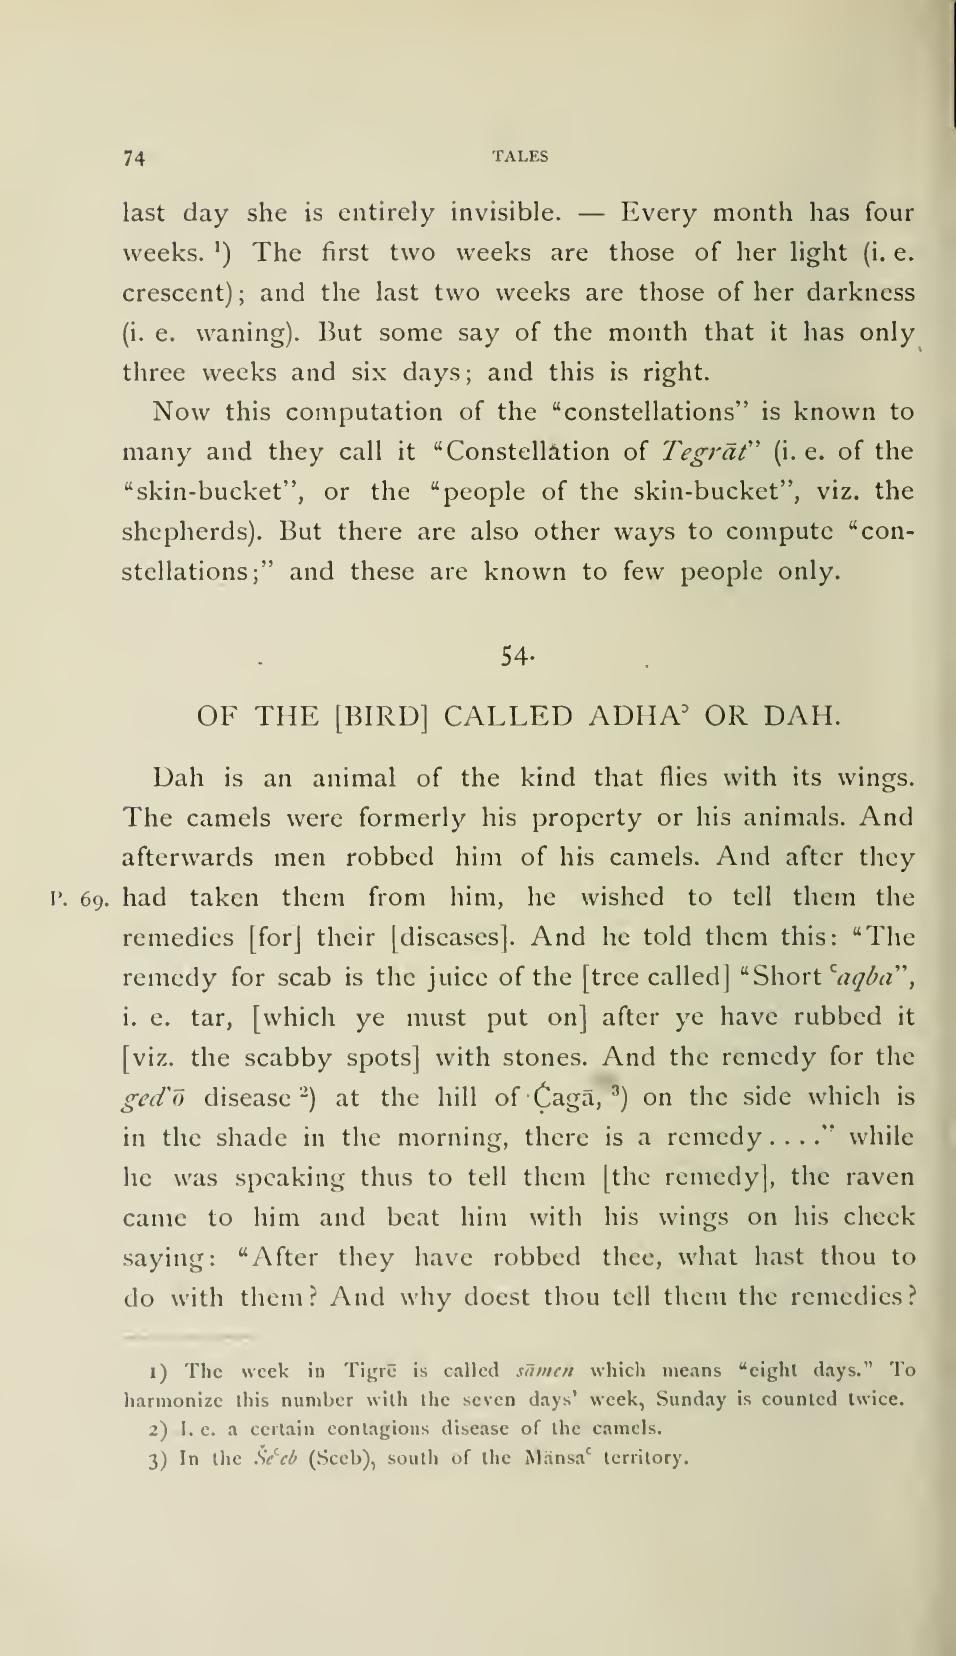 74 TALES
last day she is entirely invisible. — Every month has four
weeks. ¹) The first two weeks are those of her light (i. e.
crescent); and the last two weeks are those of her darkness
(i. e. waning). But some say of the month that it has only
three weeks and six days; and this is right.
Now this computation of the “constellations” is known to
many and they call it “Constellation of Tegrāt” (i. e. of the
“skin-bucket”, or the “people of the skin-bucket”, viz. the
shepherds). But there are also other ways to compute “con-
stellations;” and these are known to few people only.
54.
OF THE [BIRD] CALLED ADHAʾ OR DAH.
Dah is an animal of the kind that flies with its wings.
The camels were formerly his property or his animals. And
afterwards men robbed him of his camels. And after they
P. 69. had taken them from him, he wished to tell them the
remedies [for] their [diseases]. And he told them this: “The
remedy for scab is the juice of the [tree called] “Short ʿaqba”,
i. e. tar, [which ye must put on] after ye have rubbed it
[viz. the scabby spots] with stones. And the remedy for the
gedʾō disease ²) at the hill of Č̣agā, ³) on the side which is
in the shade in the morning, there is a remedy . . . .” while
he was speaking thus to tell them [the remedy], the raven
came to him and beat him with his wings on his cheek
saying: “After they have robbed thee, what hast thou to
do with them? And why doest thou tell them the remedies?
1) The week in Tigrē is called sāmen which means “eight days.” To
harmonize this number with the seven days’ week, Sunday is counted twice.
2) I. e. a certain contagious disease of the camels.
3) In the Šeʿeb (Sceb), south of the Mänsaʿ territory.